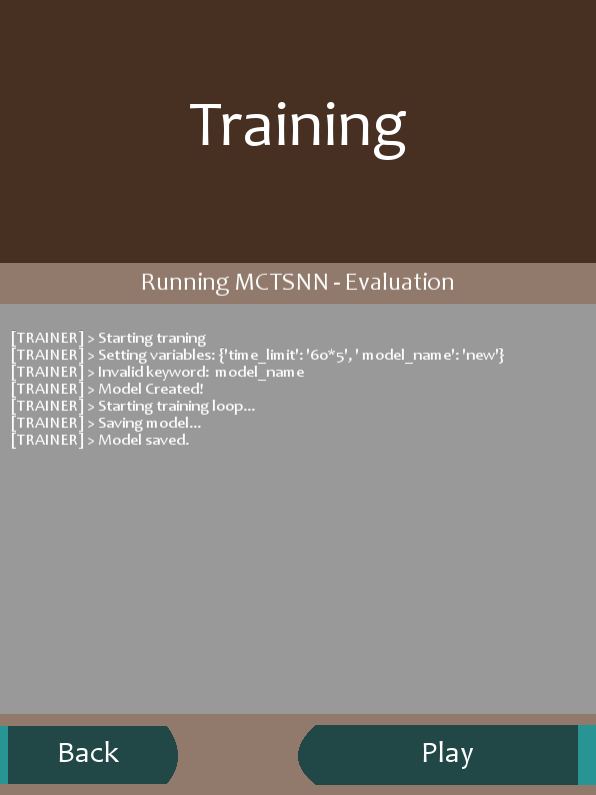 Training
Running MCTSNN - Evaluation
[TRAINER] > Starting traning
[TRAINER] > Setting variables: {'time_limit': '60*5', ' model_name': 'new'}
[TRAINER] > Invalid keyword:  model_name
[TRAINER] > Model Created!
[TRAINER] > Starting training loop...
[TRAINER] > Saving model...
[TRAINER] > Model saved.
Back
Play